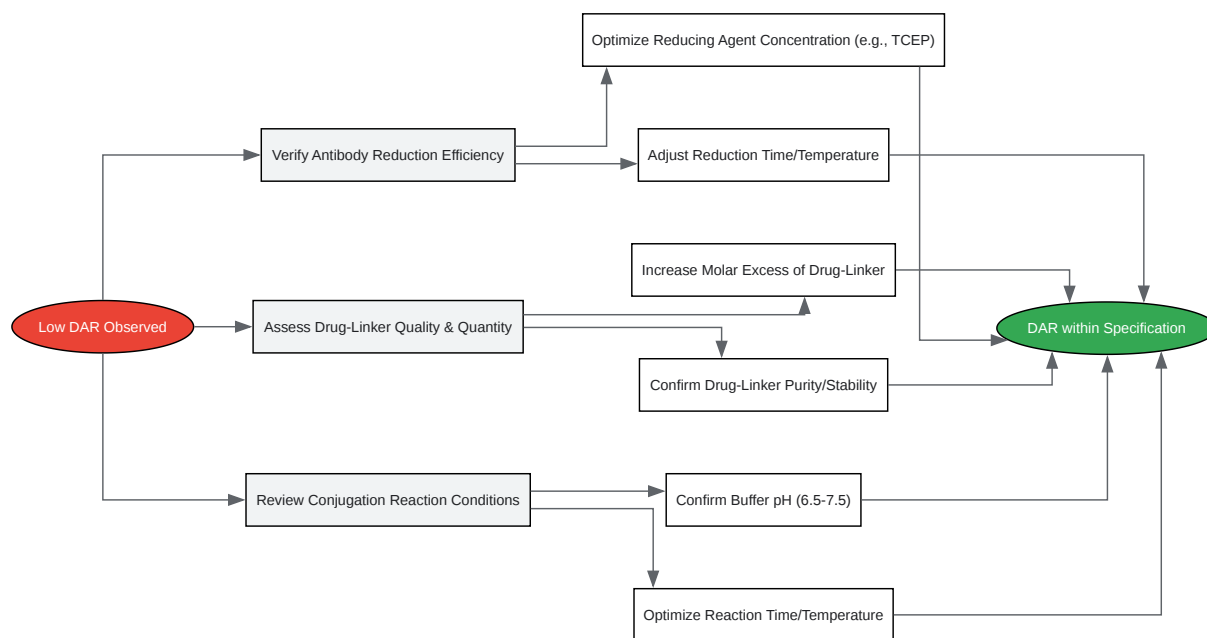 Optimize Reducing Agent Concentration (e.g., TCEP)
Verify Antibody Reduction Efficiency
Adjust Reduction Time/Temperature
Increase Molar Excess of Drug-Linker
Low DAR Observed
Assess Drug-Linker Quality & Quantity
DAR within Specification
Confirm Drug-Linker Purity/Stability
Review Conjugation Reaction Conditions
Confirm Buffer pH (6.5-7.5)
Optimize Reaction Time/Temperature